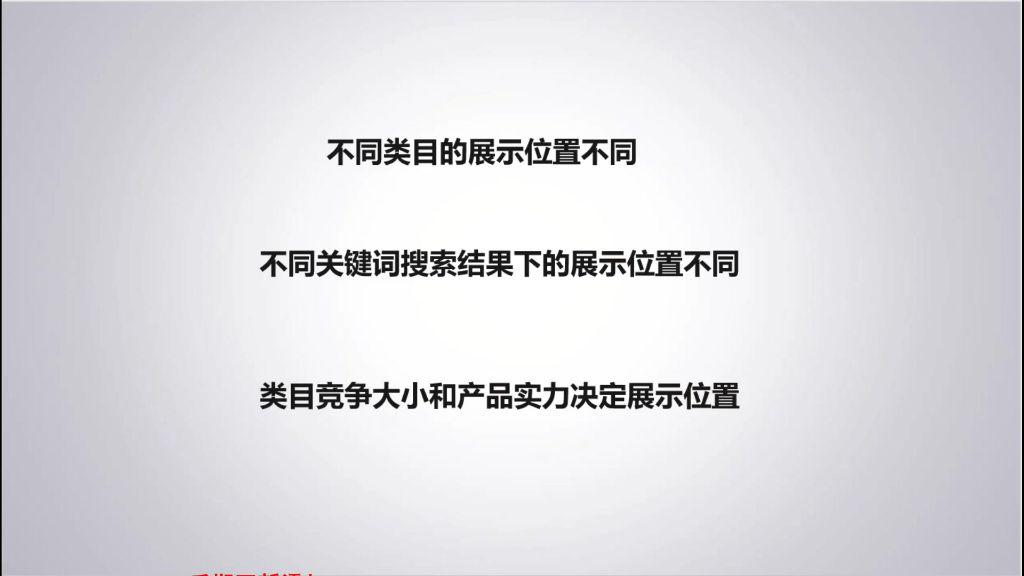 不同类目的展示位置不同
不同关键词搜索结果下的展示位置不同
类目竞争大小和产品实力决定展示位置